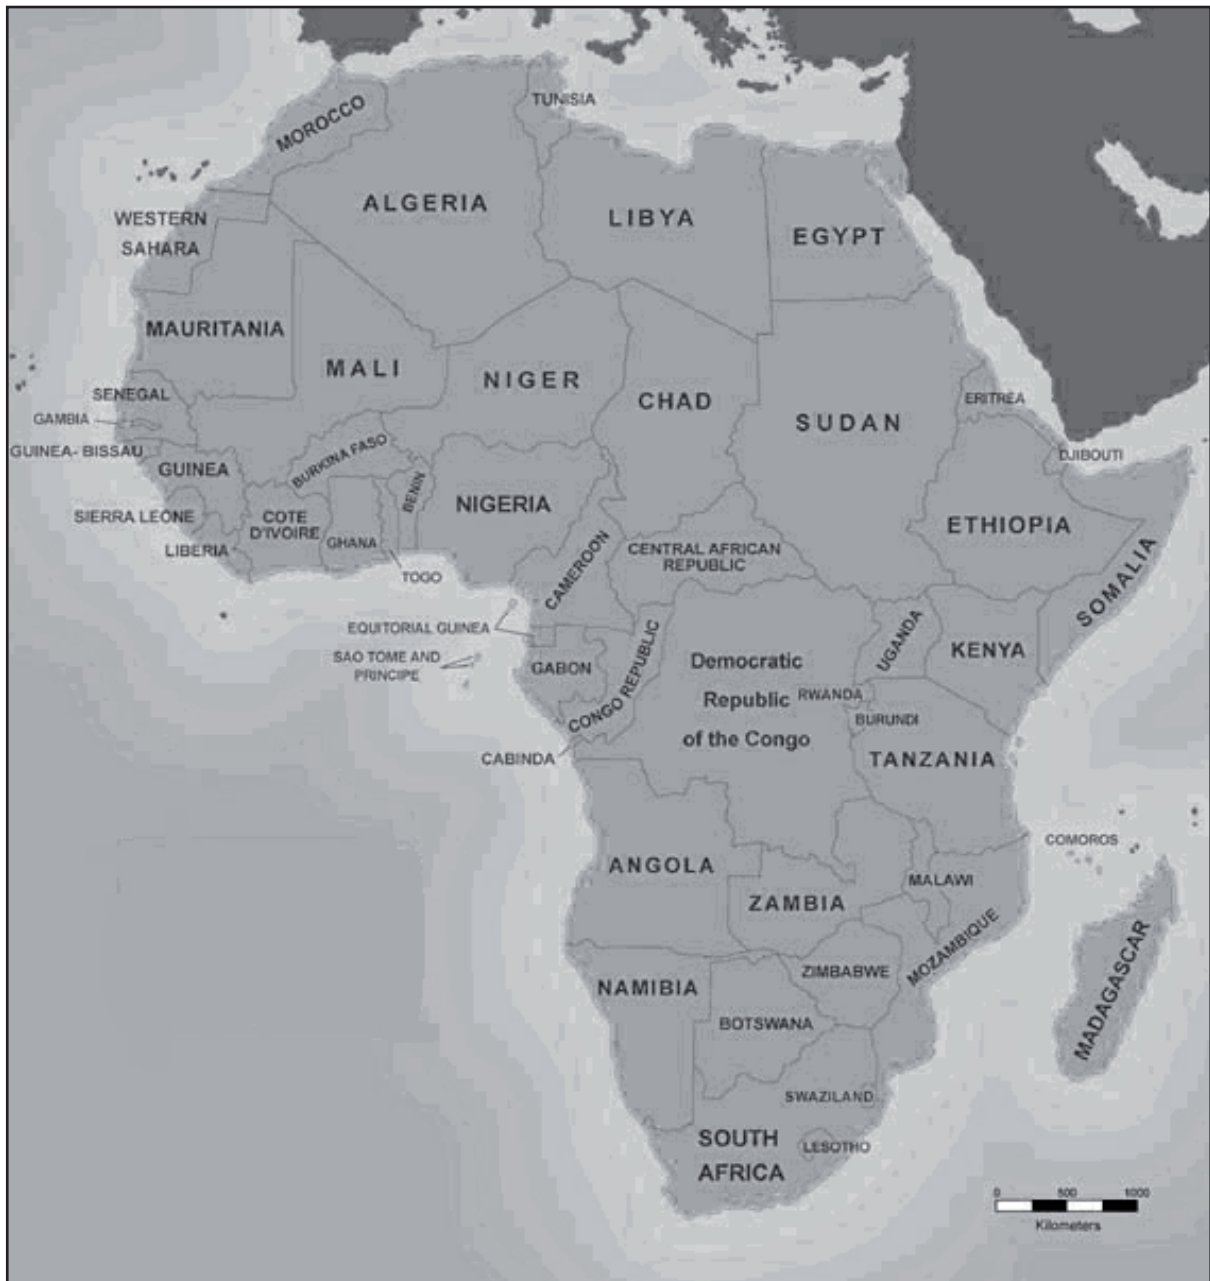 TUNISIA
MOROCCO
ALGERIA
LIBYA
EGYPT
WESTERN
SAHARA
MAURITANIA
MALI
NIGER
CHAD
SUDAN
ERITREA
SENEGAL
GAMBIA
GUINEA- BISSAU
GUINEA
BURKINA FASO
BENIN
NIGERIA
DJIBOUTI
SIERRA LEONE
COTE
D'IVOIRE
GHANA
LIBERIA
TOGO
CAMEROON
CENTRAL AFRICAN
REPUBLIC
ETHIOPIA
SOMALIA
EQUITORIAL GUINEA
SAO TOME AND
PRINCIPE
GABON
CONGO REPUBLIC
Democratic
Republic
of the Congo
UGANDA
KENYA
RWANDA
BURUNDI
CABINDA
TANZANIA
COMOROS
ANGOLA
ZAMBIA
MALAWI
MOZAMBIQUE
MADAGASCAR
ZIMBABWE
NAMIBIA
BOTSWANA
SWAZILAND
SOUTH
AFRICA
LESOTHO
0 500 1000
Kilometers